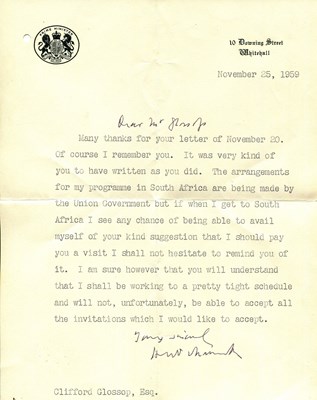 10 Downing Street
Whitehall
November 25, 1959
Dear Mr Glossop
Many thanks for your letter of November 20.
Of course I remember you. It was very kind of
you to have written as you did. The arrangements
for my programme in South Africa are being made by
the Union Government but if when I get to South
Africa I see any chance of being able to avail
myself of your kind suggestion that I should pay
you a visit I shall not hesitate to remind you of
it. I am sure however that you will understand
that I shall be working to a pretty tight schedule
and will not, unfortunately, be able to accept all
the invitations which I would like to accept.
Clifford Glossop, Esq.